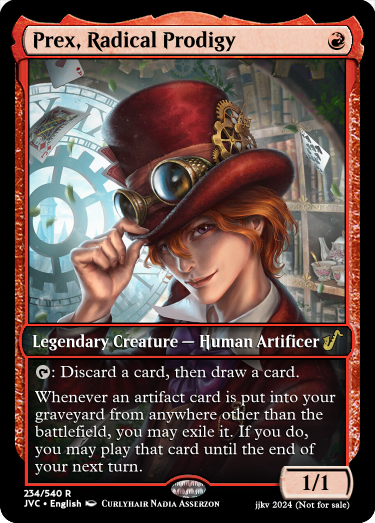 Prex, Radical Prodigy
Legendary Creature — Human Artificer
: Discard a card, then draw a card.
Whenever an artifact card is put into your
graveyard from anywhere other than the
battlefield, you may exile it. If you do,
you may play that card until the end of
your next turn.
1/1
234/540 R
JVC • English Curlyhair Nadia Asserzon
jjkv 2024 (Not for sale)